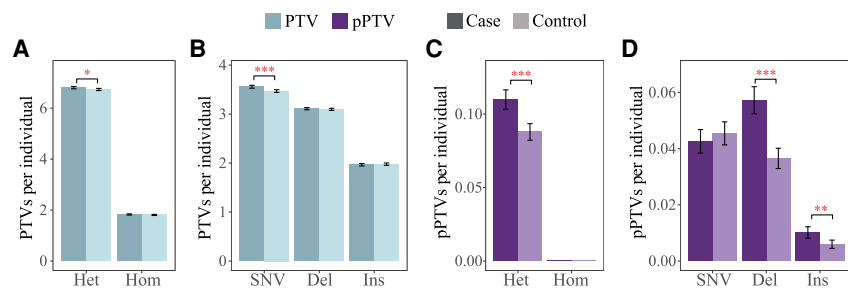 PTV pPTV Case Control
A
PTVs per individual
6
4
2
0
*
Het Hom
B
PTVs per individual
4
3
2
1
0
***
SNV Del Ins
C
pPTVs per individual
0.10
0.05
0.00
***
Het Hom
D
pPTVs per individual
0.06
0.04
0.02
0.00
***
**
SNV Del Ins